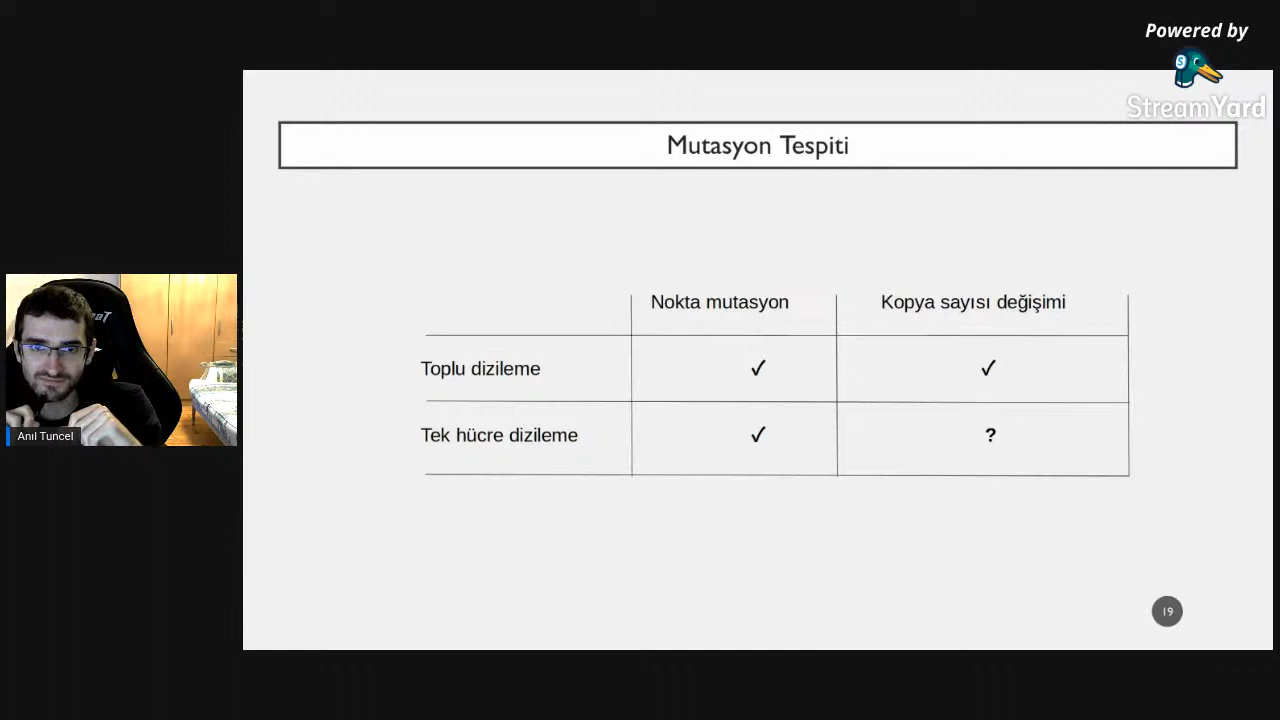 Powered by
StreamYard
Mutasyon Tespiti
Nokta mutasyon Kopya sayısı değişimi
Toplu dizileme ✓ ✓
Tek hücre dizileme ✓ ?
Anıl Tuncel
19